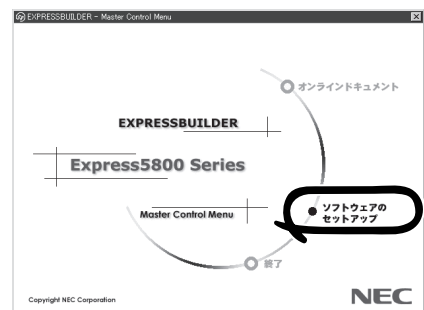 EXPRESSBUILDER - Master Control Menu
オンラインドキュメント
EXPRESSBUILDER
Express5800 Series
Master Control Menu
ソフトウェアの
セットアップ
終了
Copyright NEC Corporation
NEC